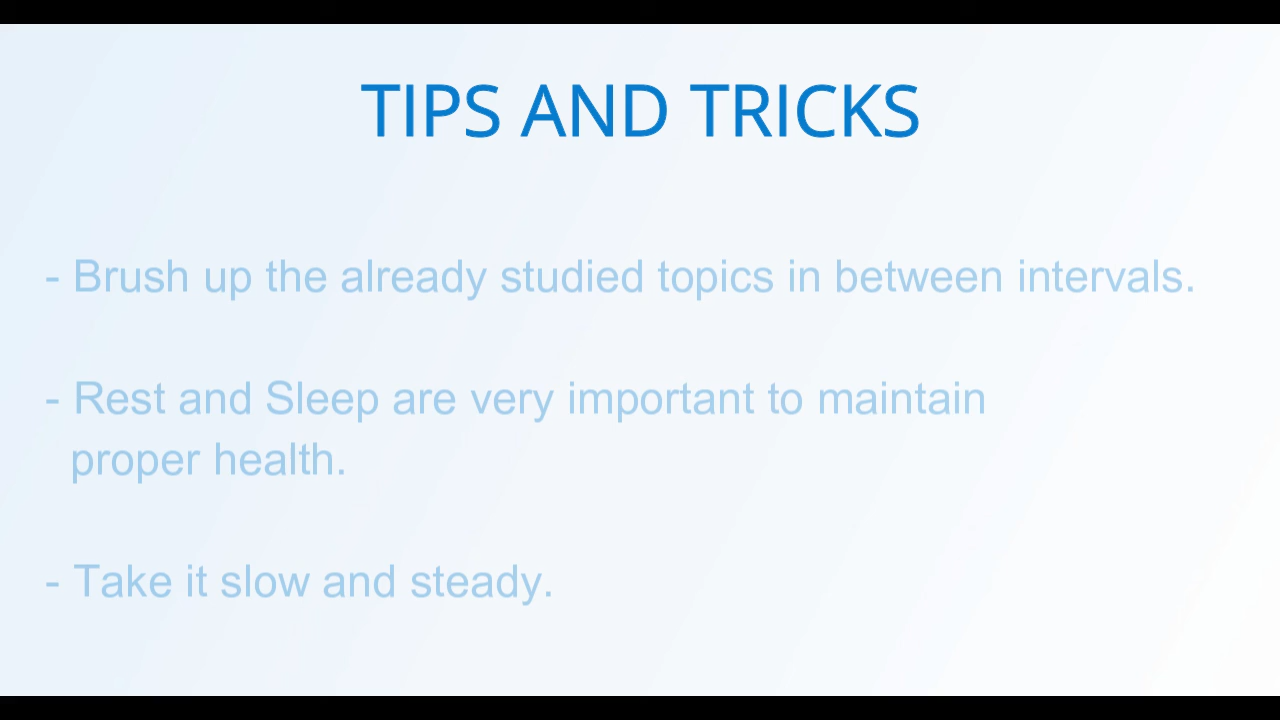 TIPS AND TRICKS
- Brush up the already studied topics in between intervals.
- Rest and Sleep are very important to maintain
proper health.
- Take it slow and steady.